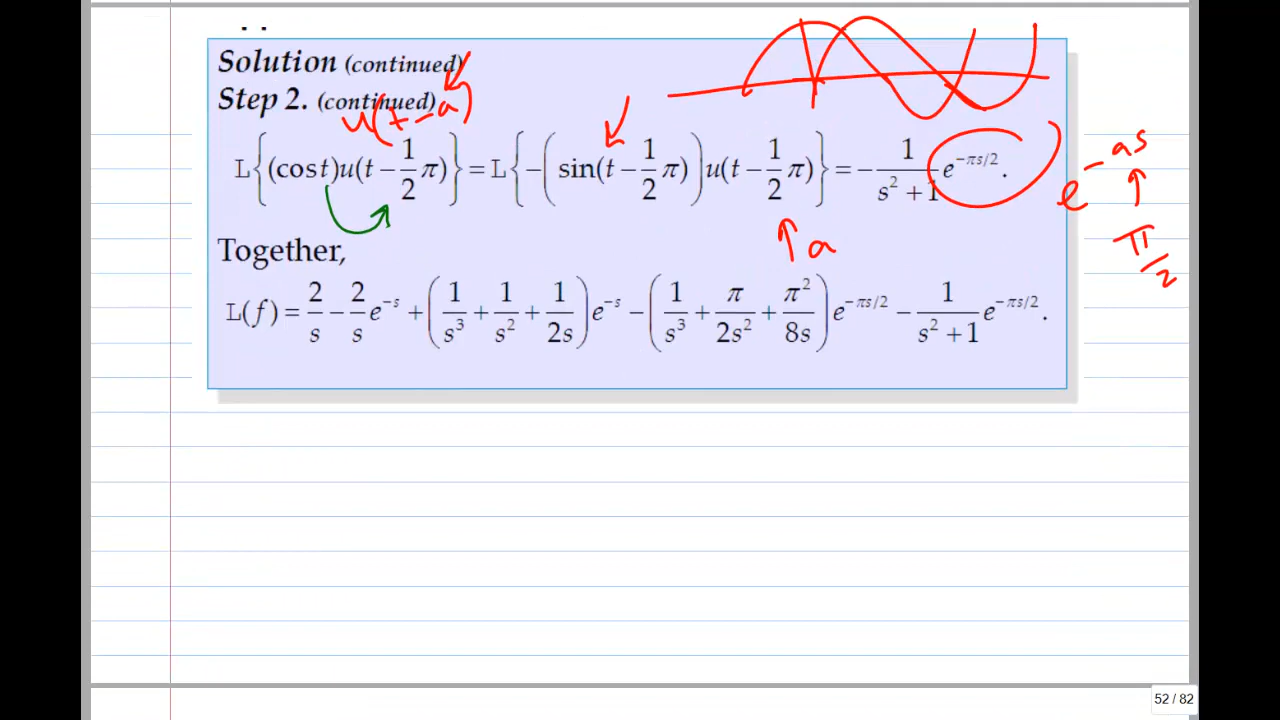 Solution (continued)
Step 2. (continued)
u(t-a)
L{(cos t)u(t - 1/2 π)} = L{-(sin(t - 1/2 π))u(t - 1/2 π)} = - 1/(s² + 1) e^(-πs/2).
e^-as
a
π/2
Together,
L(f) = 2/s - 2/s e^(-s) + (1/s³ + 1/s² + 1/2s) e^(-s) - (1/s³ + π/2s² + π²/8s) e^(-πs/2) - 1/(s² + 1) e^(-πs/2).
52 / 82